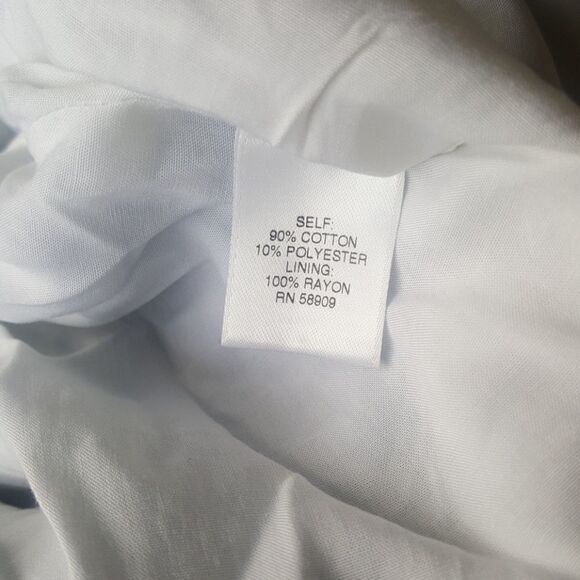 SELF:
90% COTTON
10% POLYESTER
LINING:
100% RAYON
RN 58909